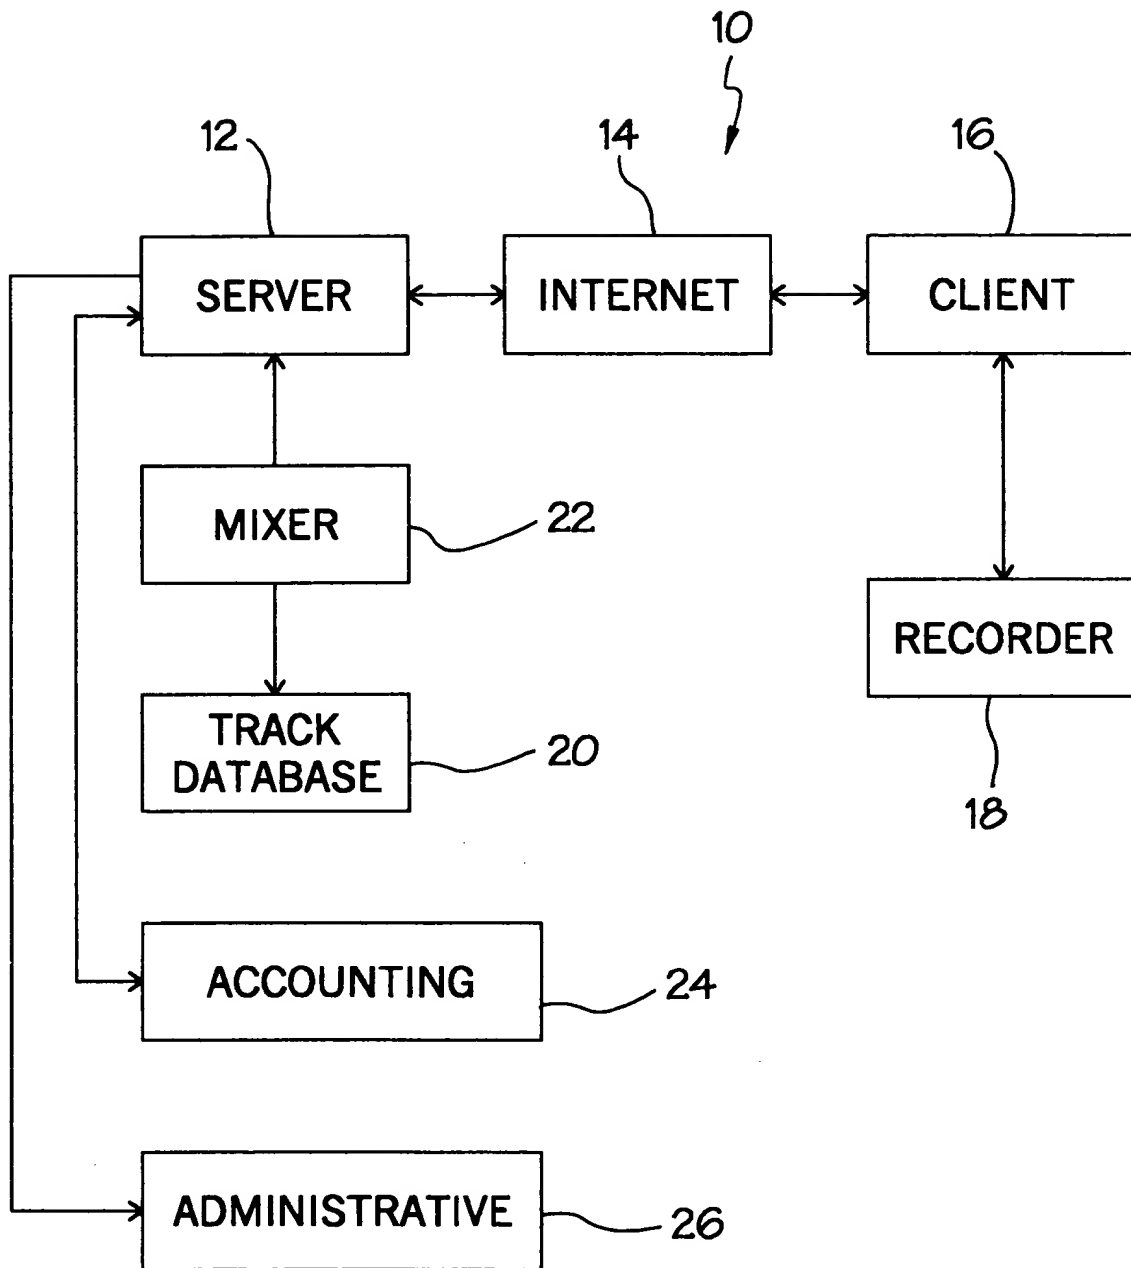 10
12
14
16
SERVER
INTERNET
CLIENT
MIXER
22
RECORDER
18
TRACK
DATABASE
20
ACCOUNTING
24
ADMINISTRATIVE
26